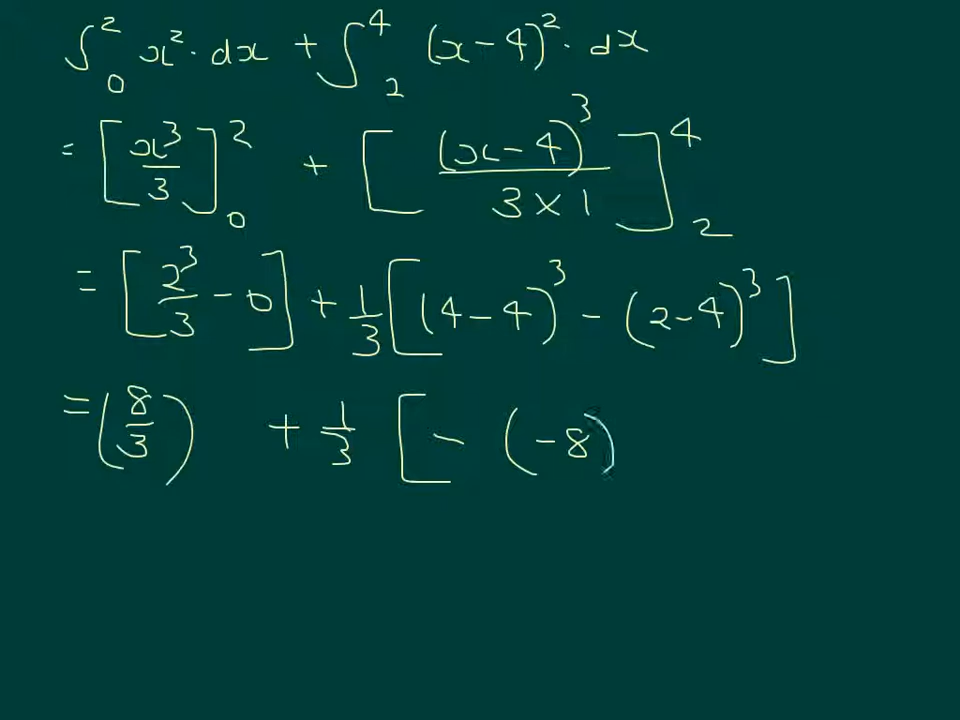 ∫₀² x² · dx + ∫₂⁴ (x − 4)² · dx
= [x³/3]₀² + [(x − 4)³/(3 × 1)]₂⁴
= [2³/3 − 0] + 1/3 [(4 − 4)³ − (2 − 4)³]
= (8/3) + 1/3 [ − (−8)